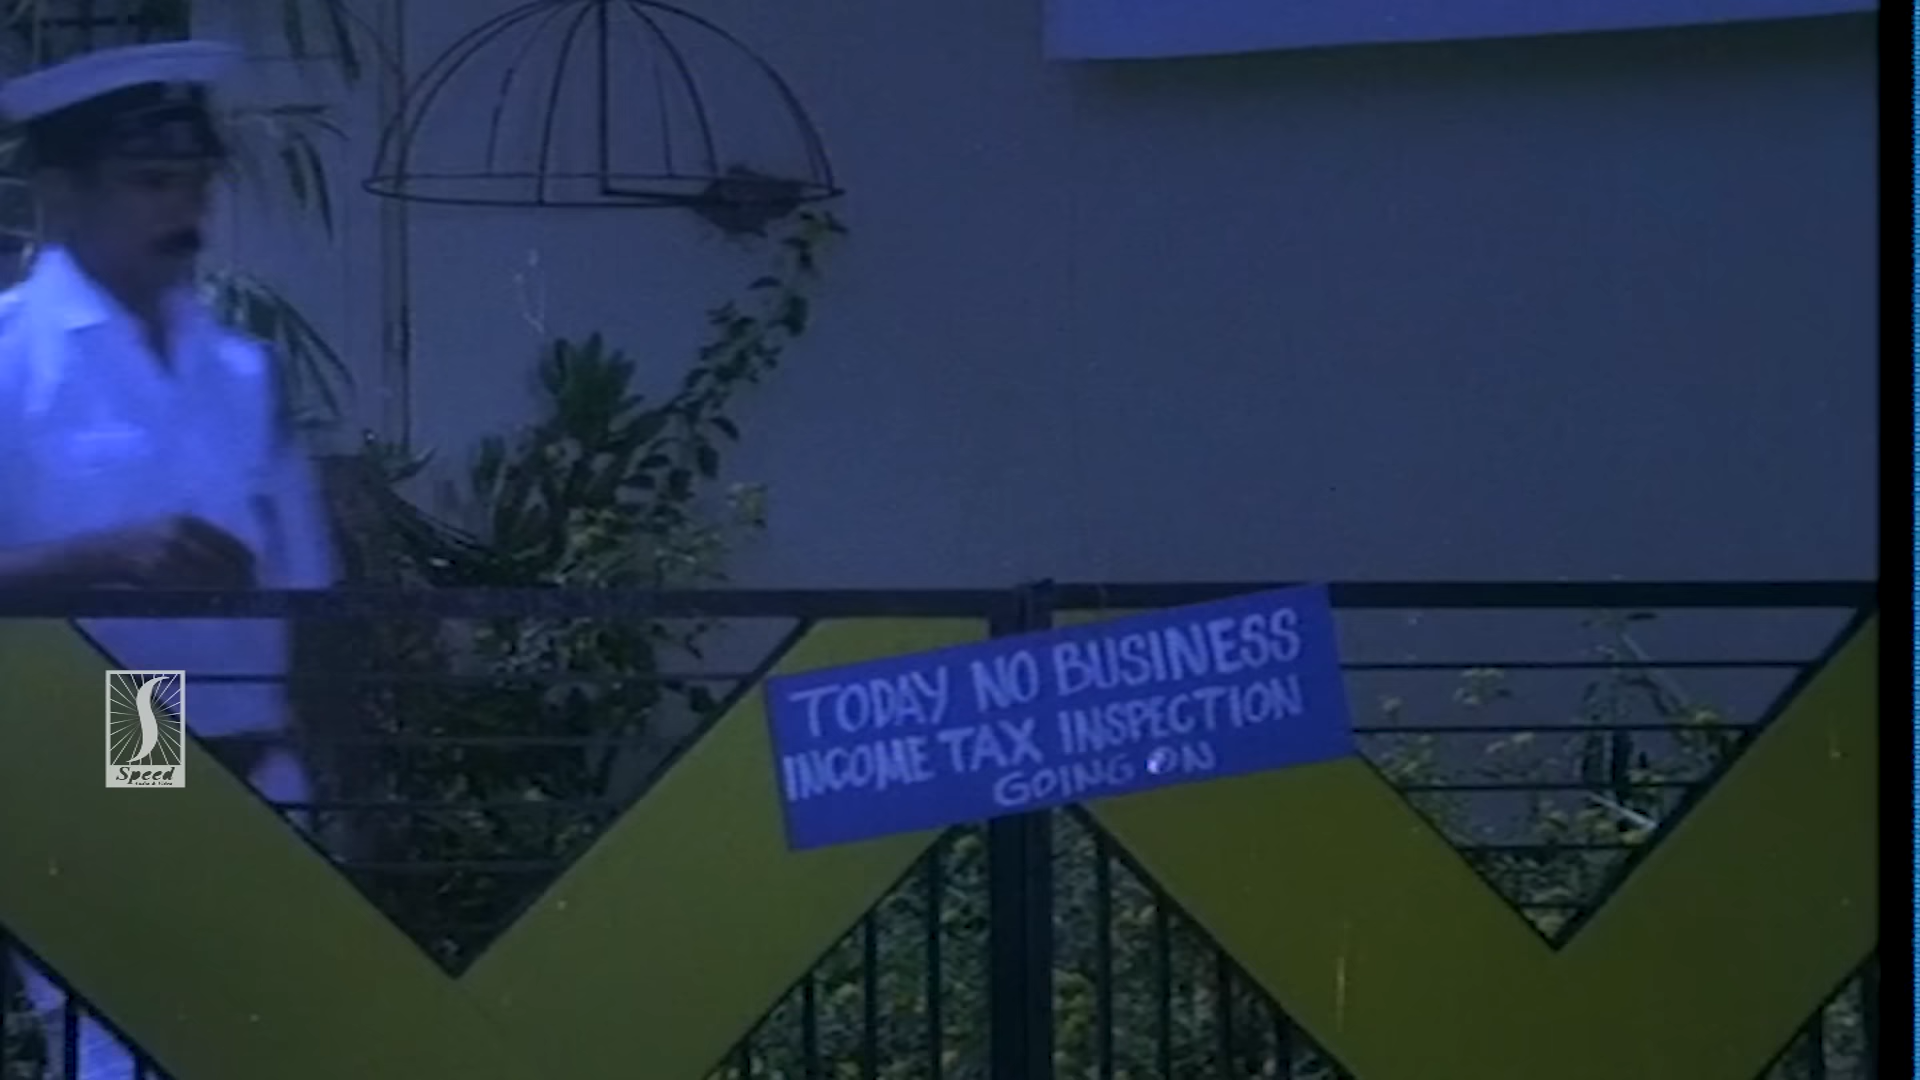 TODAY NO BUSINESS
INCOME TAX INSPECTION
GOING ON
Speed